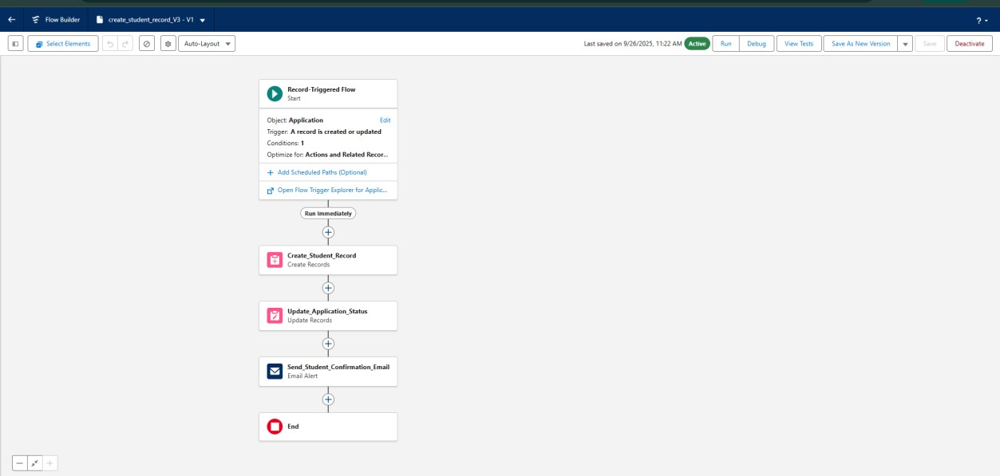 Flow Builder
create_student_record_V3 - V1
?
Select Elements
Auto-Layout
Last saved on 9/26/2025, 11:22 AM
Active
Run
Debug
View Tests
Save As New Version
Save
Deactivate
Record-Triggered Flow
Start
Object: Application
Edit
Trigger: A record is created or updated
Conditions: 1
Optimize for: Actions and Related Recor...
+ Add Scheduled Paths (Optional)
Open Flow Trigger Explorer for Applic...
Run Immediately
Create_Student_Record
Create Records
Update_Application_Status
Update Records
Send_Student_Confirmation_Email
Email Alert
End